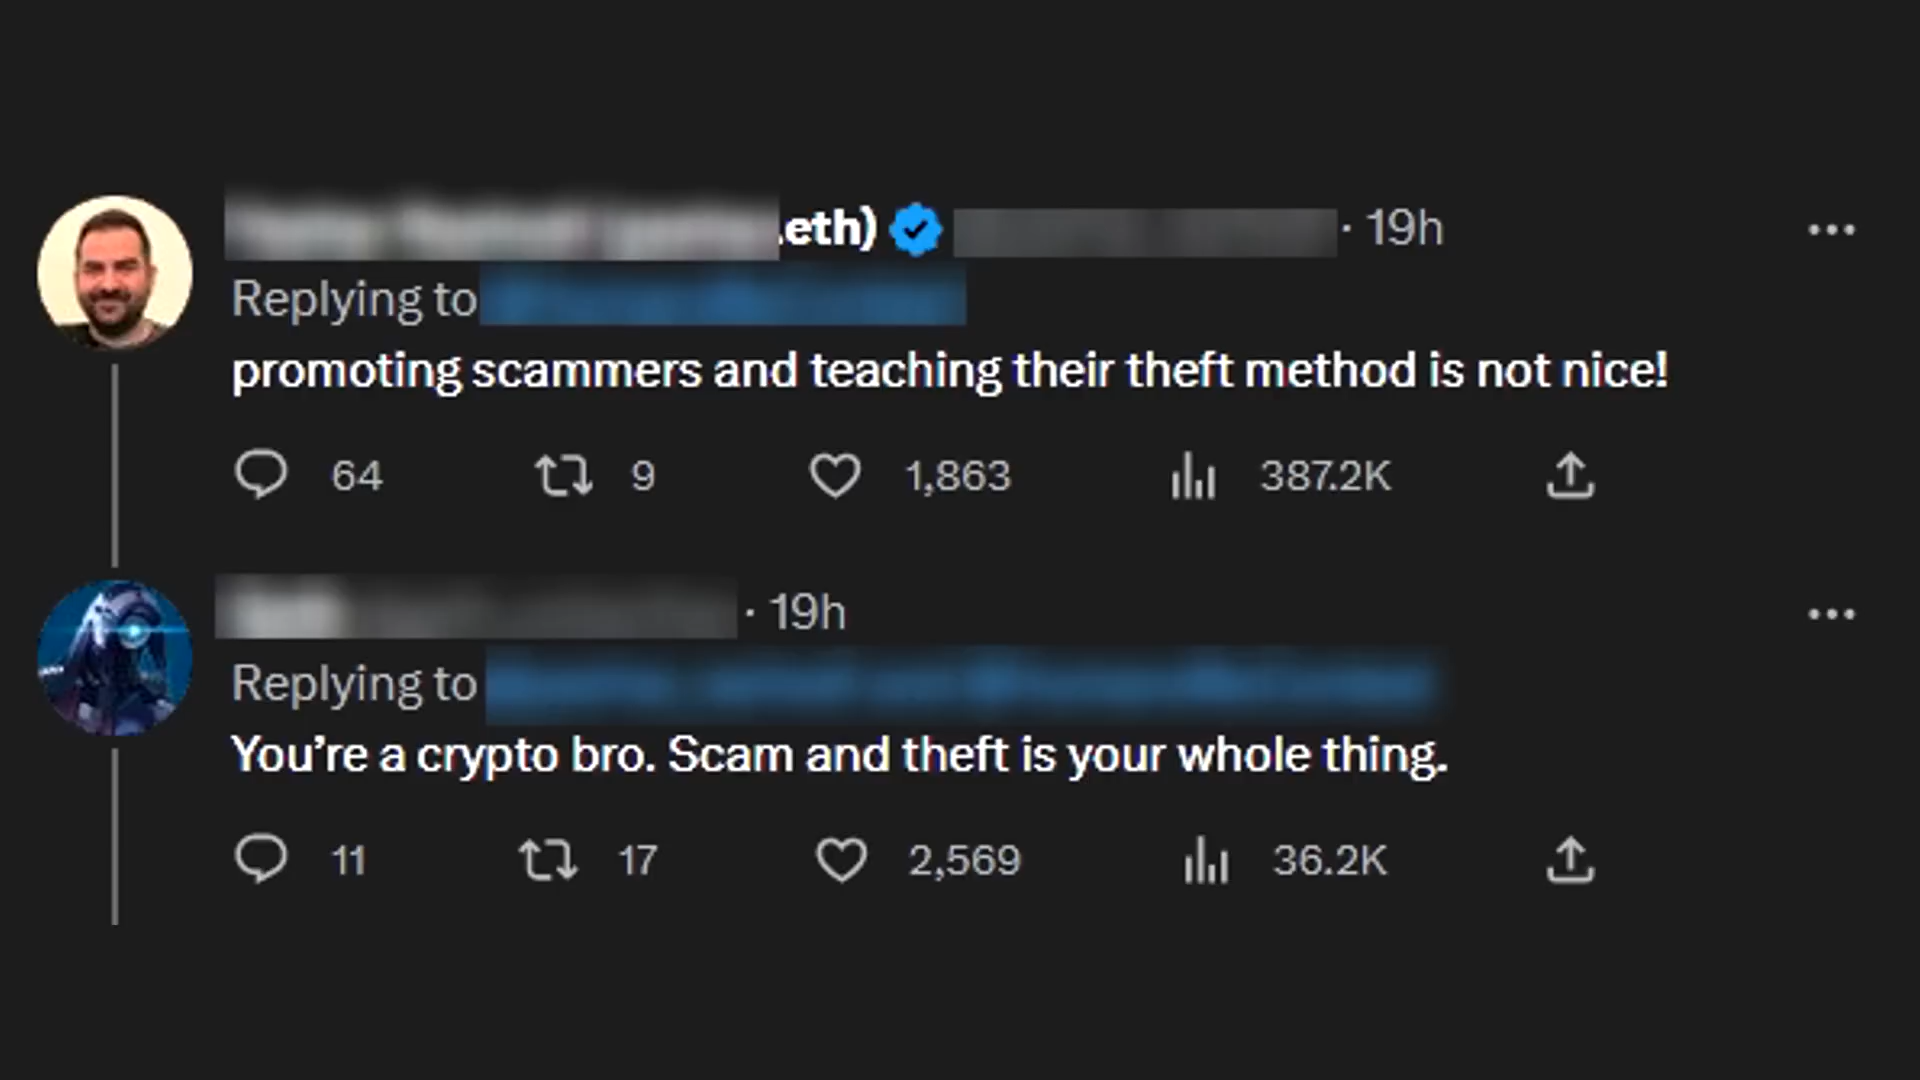 .eth) · 19h
Replying to
promoting scammers and teaching their theft method is not nice!
64 9 1,863 387.2K
· 19h
Replying to
You’re a crypto bro. Scam and theft is your whole thing.
11 17 2,569 36.2K